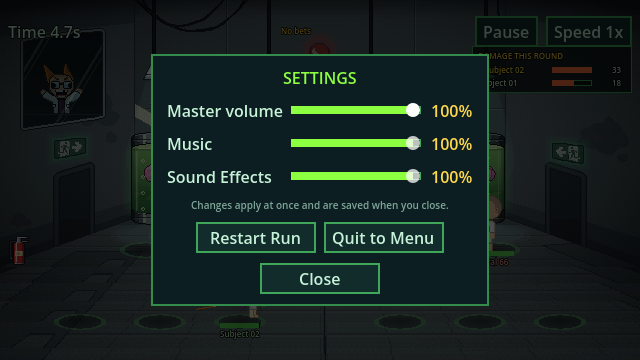 No bets
Time 4.7s
Pause
Speed 1x
DAMAGE THIS ROUND
Subject 02 33
Subject 01 18
SETTINGS
Master volume 100%
Music 100%
Sound Effects 100%
Changes apply at once and are saved when you close.
Restart Run
Quit to Menu
Close
Subject 02